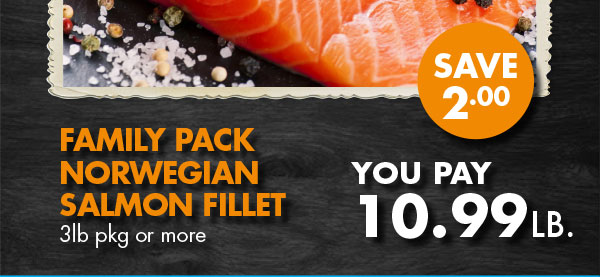 SAVE
2.00
FAMILY PACK
NORWEGIAN
SALMON FILLET
3lb pkg or more
YOU PAY
10.99LB.